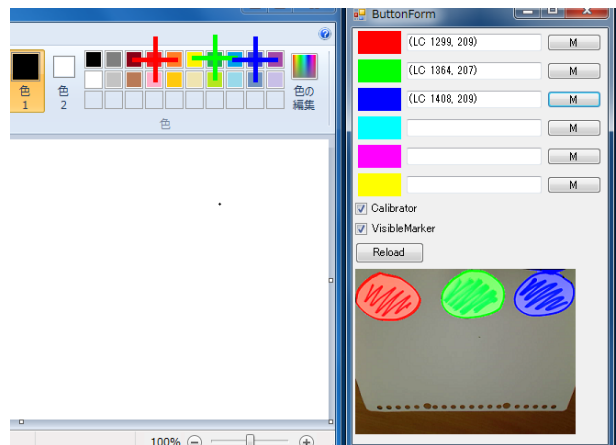 ButtonForm
(LC 1299, 209)
M
(LC 1364, 207)
M
(LC 1408, 209)
M
M
M
M
Calibrator
VisibleMarker
Reload
色
1
色
2
色の
編集
色
100%